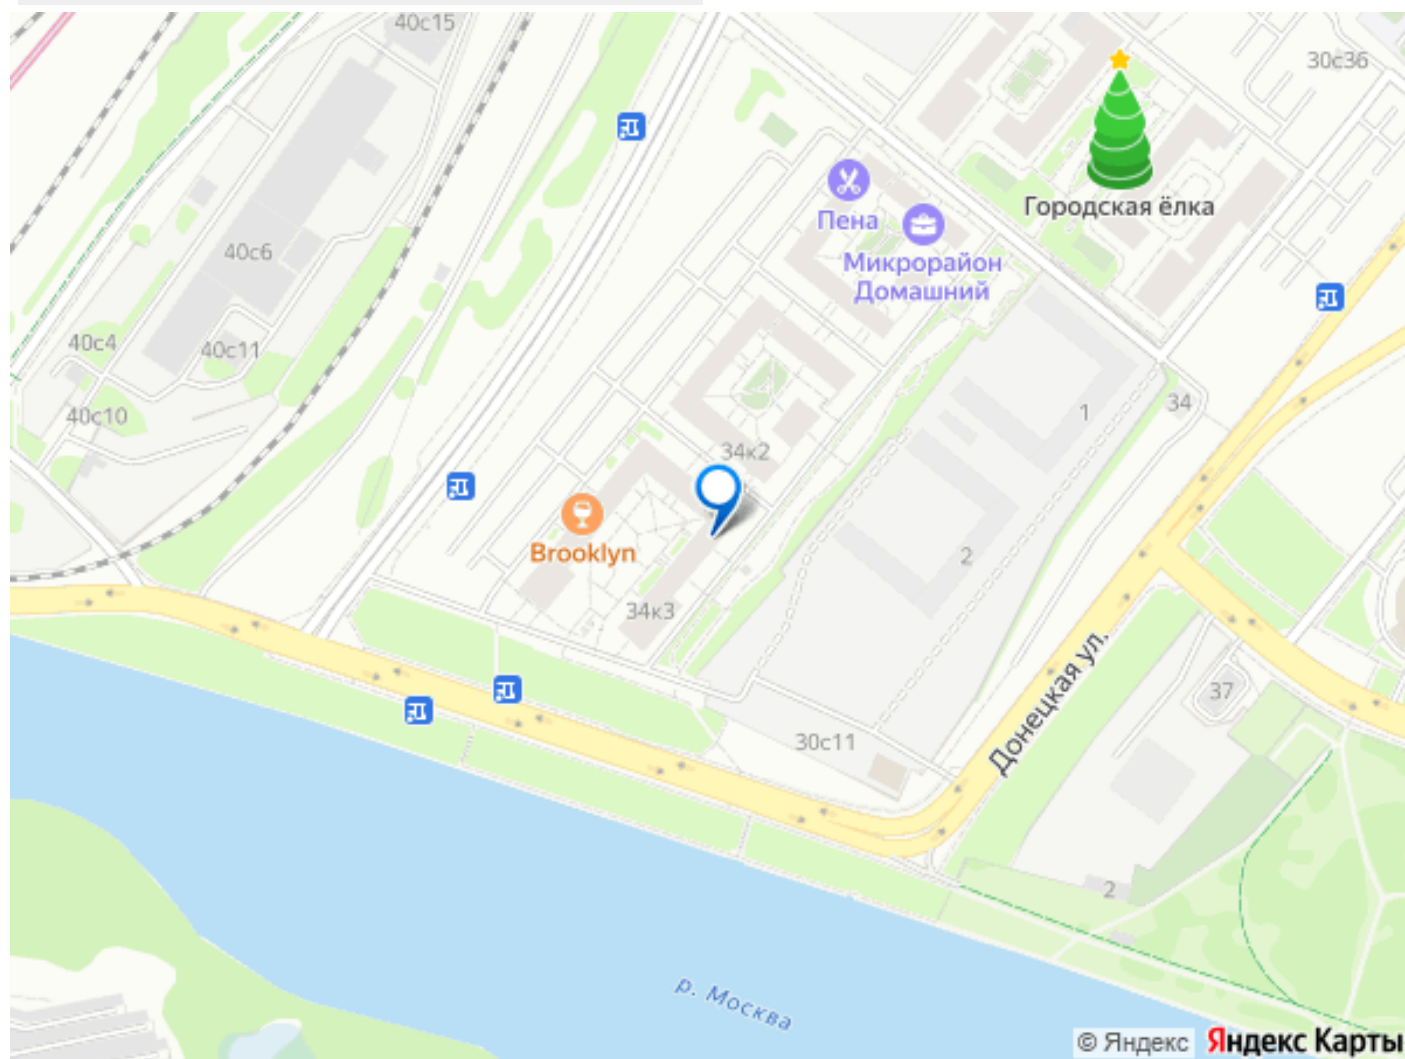 40с15
30с36
Городская ёлка
Пена
40с6
Микрорайон
Домашний
40с4
40с11
40с10
1
34
34к2
Brooklyn
2
34к3
Донецкая ул.
37
30с11
2
р. Москва
© Яндекс Яндекс Карты